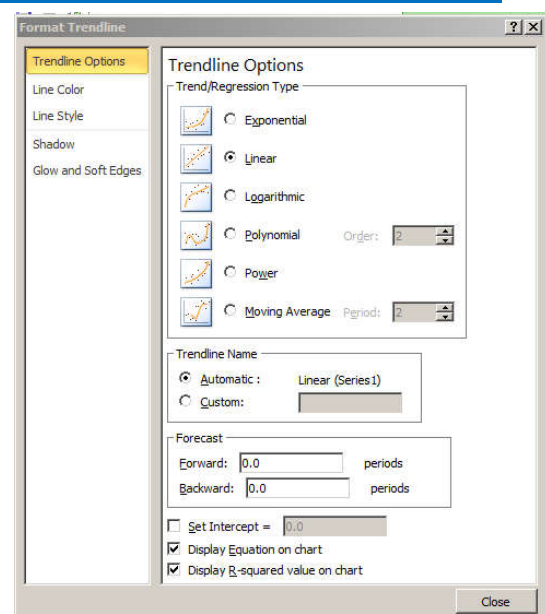 Format Trendline
Trendline Options
Line Color
Line Style
Shadow
Glow and Soft Edges
Trendline Options
Trend/Regression Type
Exponential
Linear
Logarithmic
Polynomial Order: 2
Power
Moving Average Period: 2
Trendline Name
Automatic : Linear (Series1)
Custom:
Forecast
Forward: 0.0 periods
Backward: 0.0 periods
Set Intercept = 0.0
Display Equation on chart
Display R-squared value on chart
Close